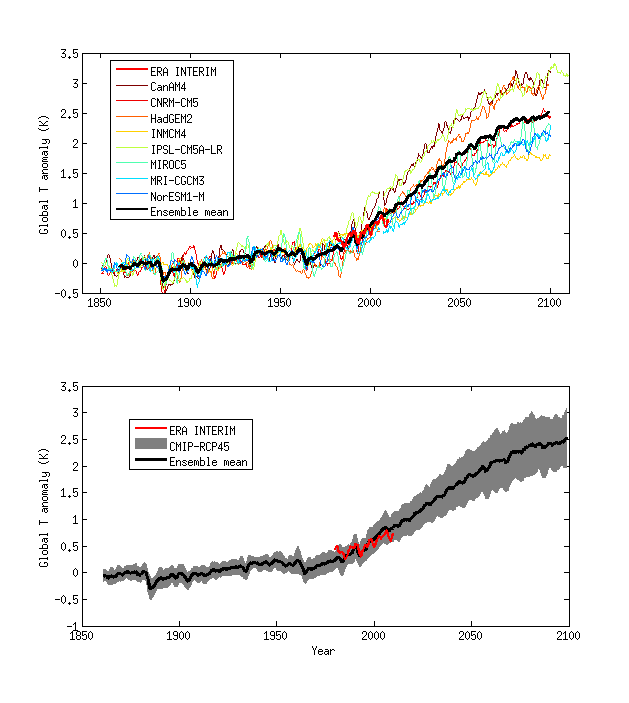 3.5
3
2.5
2
1.5
1
0.5
0
-0.5
Global T anomaly (K)
ERA INTERIM
CanAM4
CNRM-CM5
HadGEM2
INMCM4
IPSL-CM5A-LR
MIROC5
MRI-CGCM3
NorESM1-M
Ensemble mean
1850 1900 1950 2000 2050 2100
3.5
3
2.5
2
1.5
1
0.5
0
-0.5
-1
Global T anomaly (K)
ERA INTERIM
CMIP-RCP45
Ensemble mean
1850 1900 1950 2000 2050 2100
Year